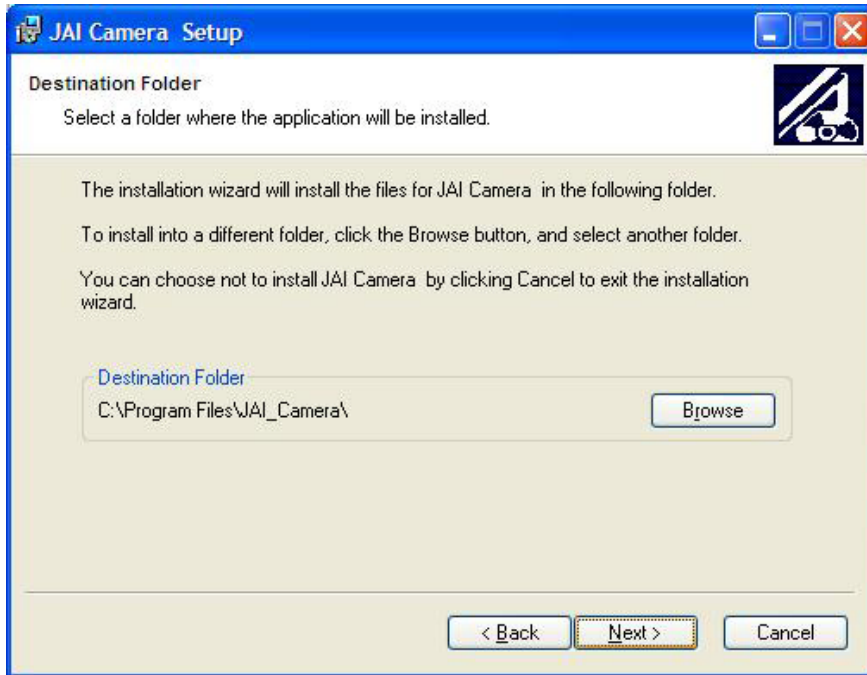 JAI Camera  Setup
Destination Folder
Select a folder where the application will be installed.
The installation wizard will install the files for JAI Camera  in the following folder.
To install into a different folder, click the Browse button, and select another folder.
You can choose not to install JAI Camera  by clicking Cancel to exit the installation
wizard.
Destination Folder
C:\Program Files\JAI_Camera\
Browse
< Back
Next >
Cancel